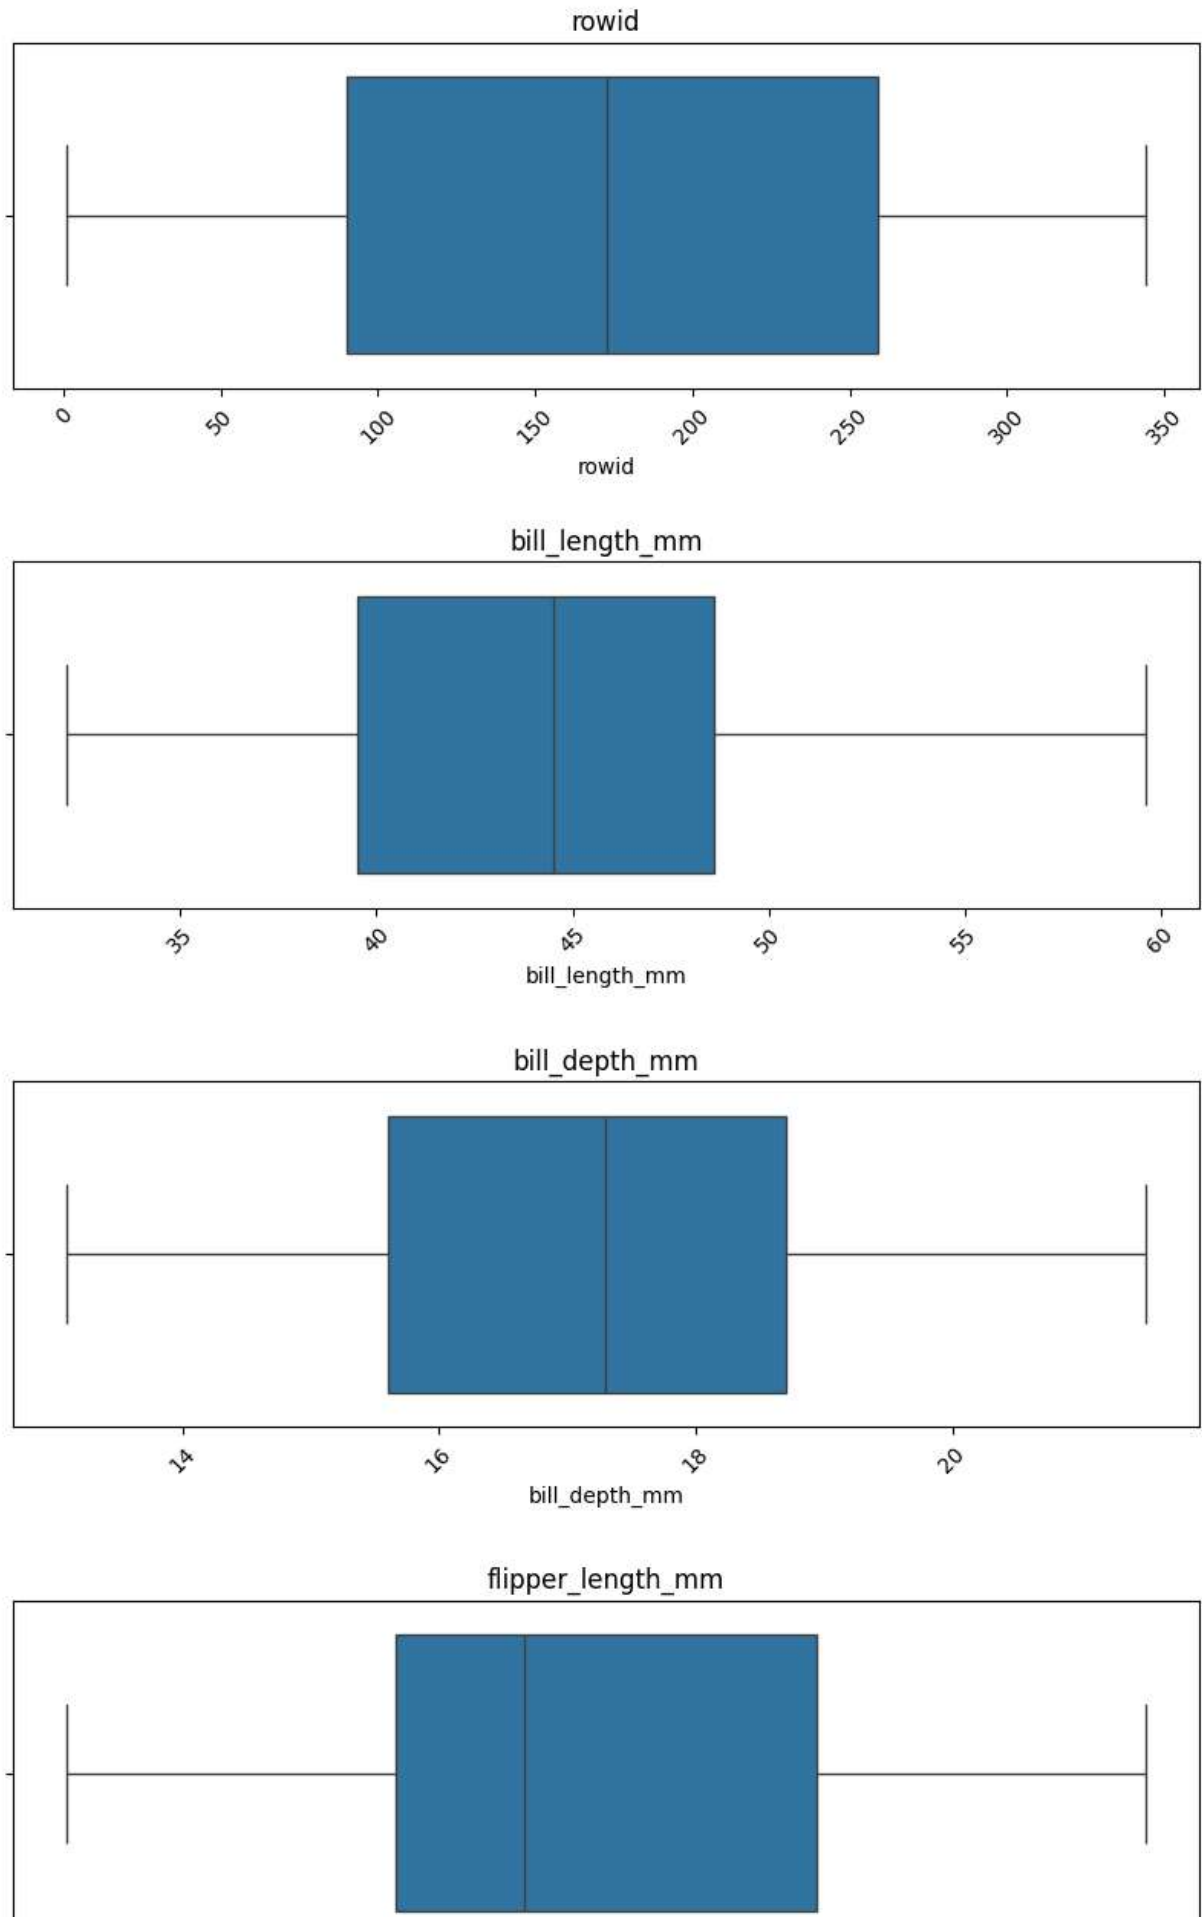 rowid
0 50 100 150 200 250 300 350
rowid
bill_length_mm
35 40 45 50 55 60
bill_length_mm
bill_depth_mm
14 16 18 20
bill_depth_mm
flipper_length_mm